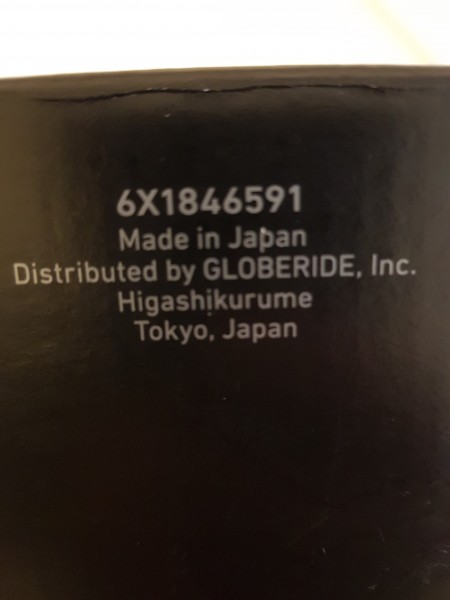 6X1846591
Made in Japan
Distributed by GLOBERIDE, Inc.
Higashikurume
Tokyo, Japan